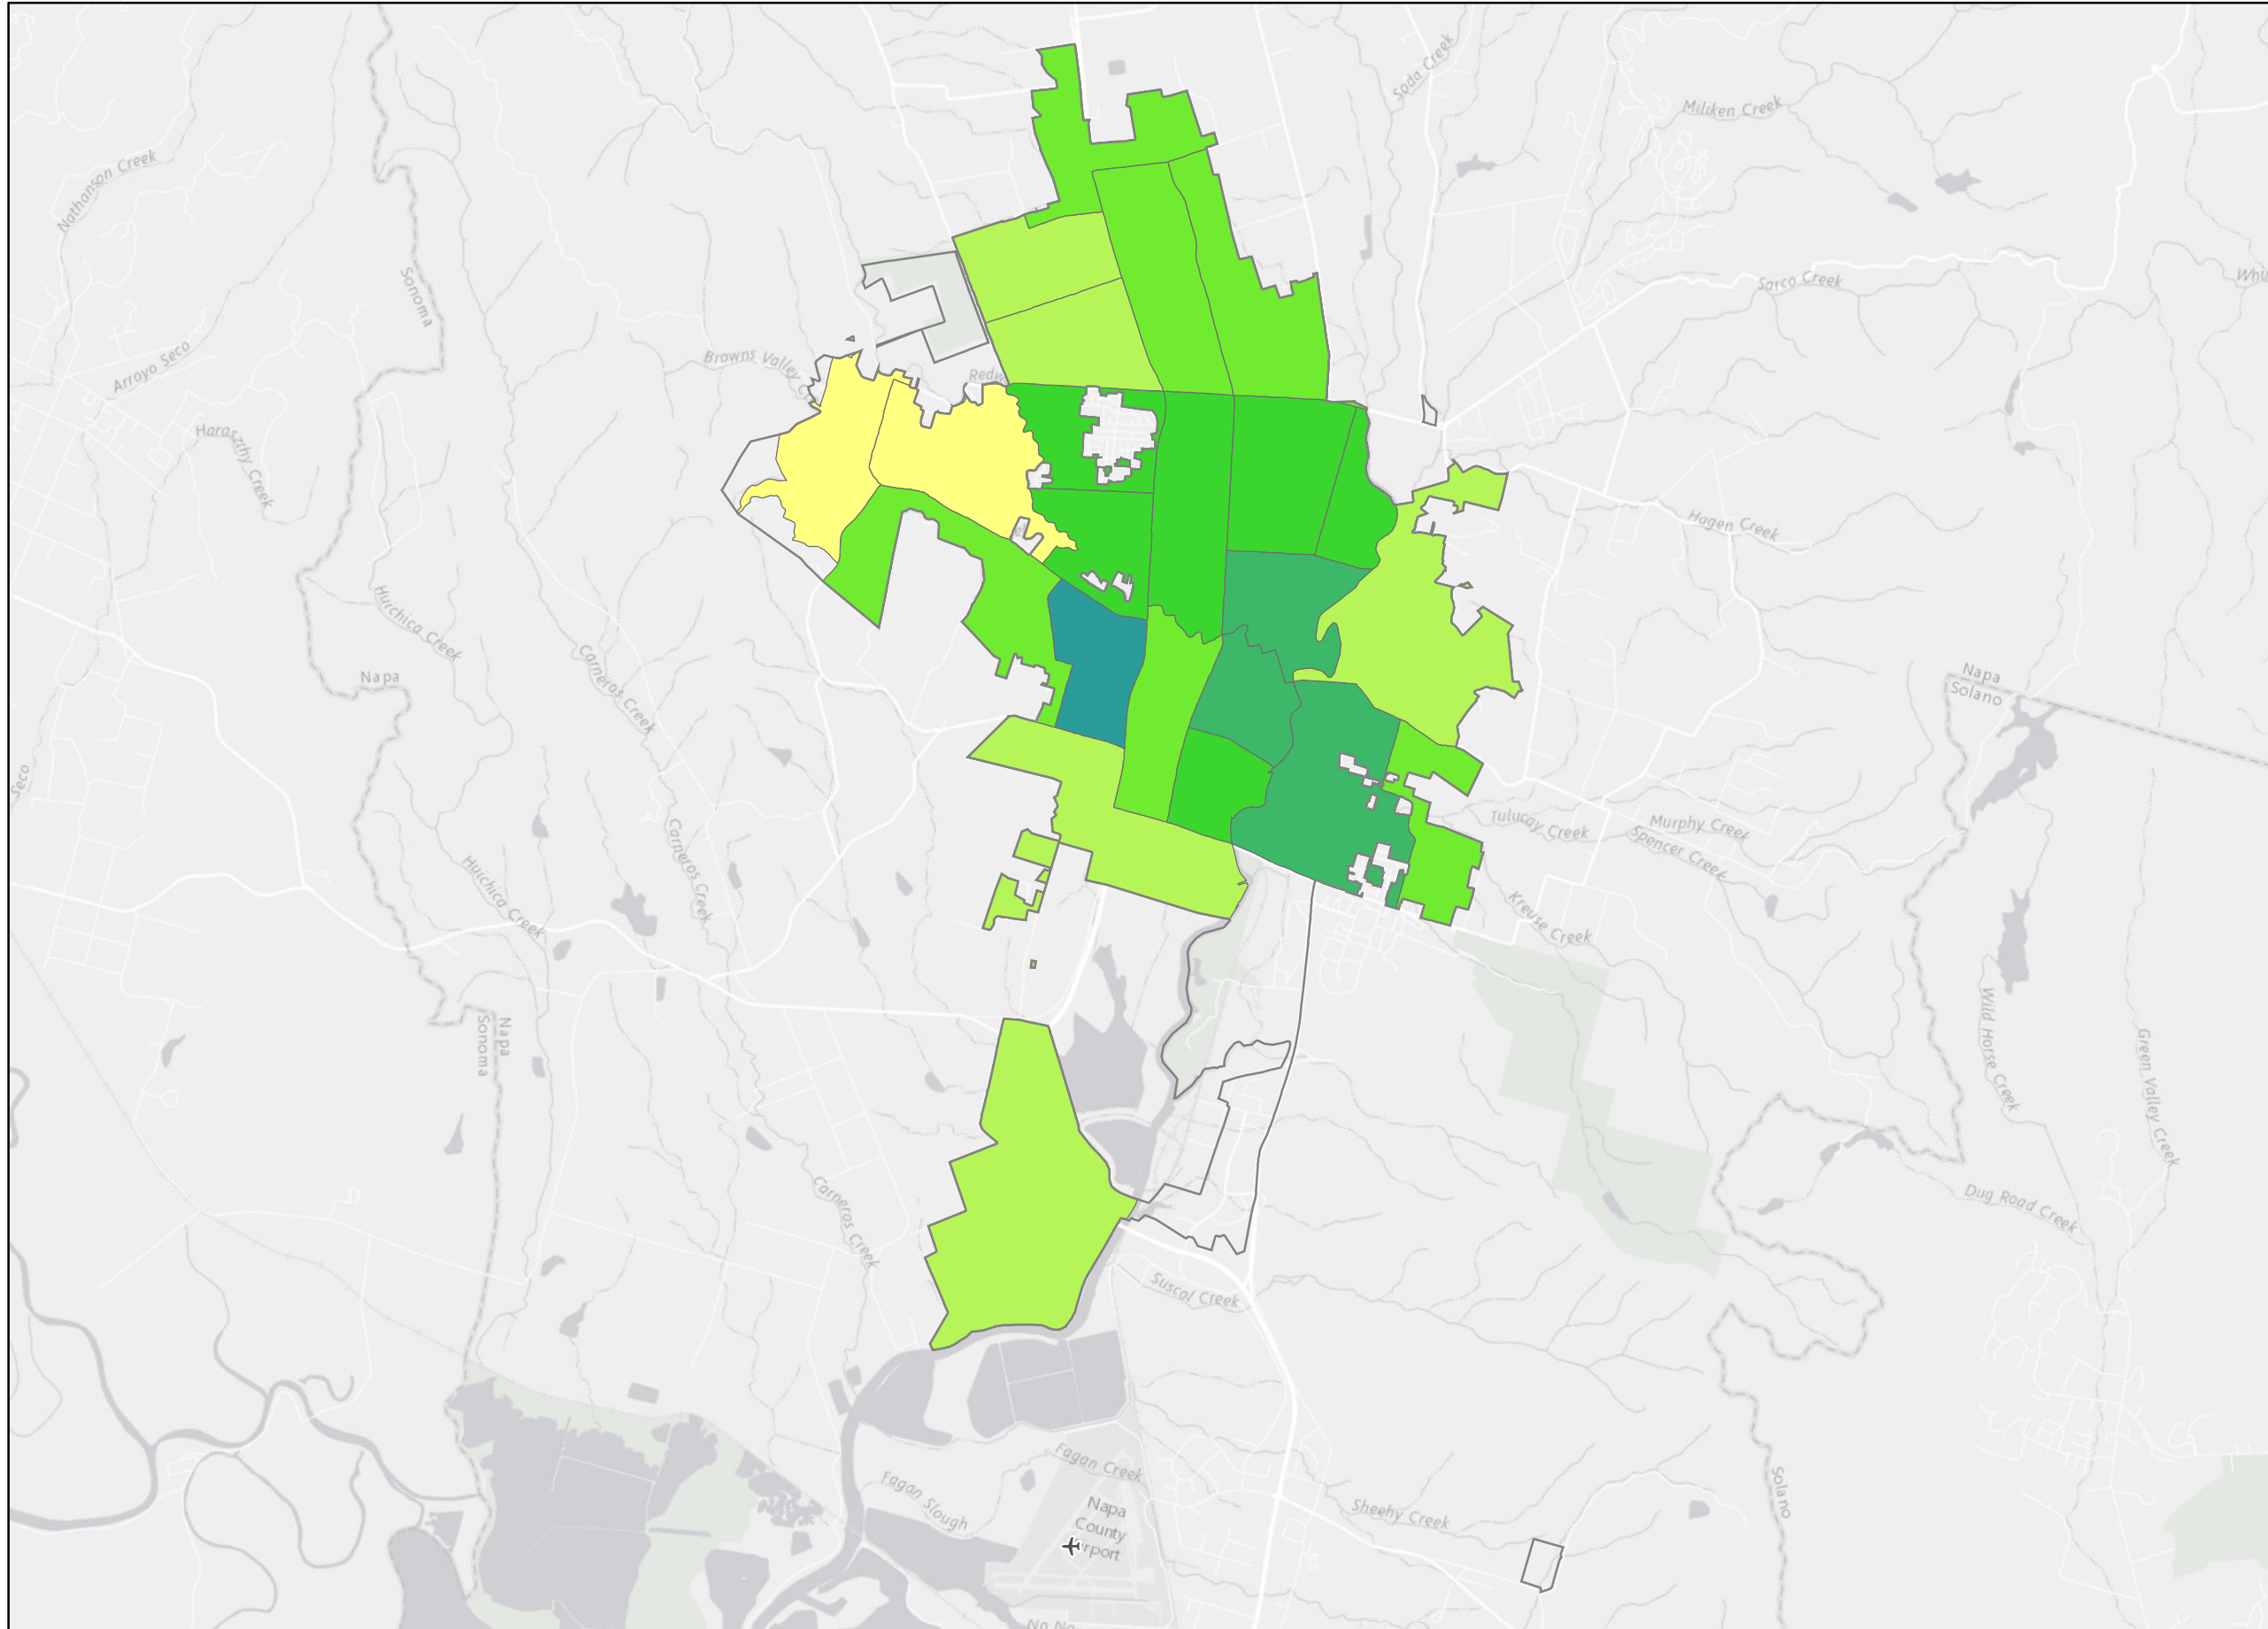 Soda Creek
Miliken Creek
Nathanson Creek
Sonoma
Sarco Creek
Arroyo Seco
Browns Valley
Redw
Haraszthy Creek
Hagen Creek
Huichica Creek
Carneros Creek
Napa
Napa
Solano
Seco
Tulucay Creek
Murphy Creek
Spencer Creek
Carneros Creek
Huichica Creek
Kreuse Creek
Napa
Sonoma
Wild Horse Creek
Green Valley Creek
Carneros Creek
Dug Road Creek
Suscol Creek
Fagan Creek
Fagan Slough
Napa
County
Airport
Sheehy Creek
Solano